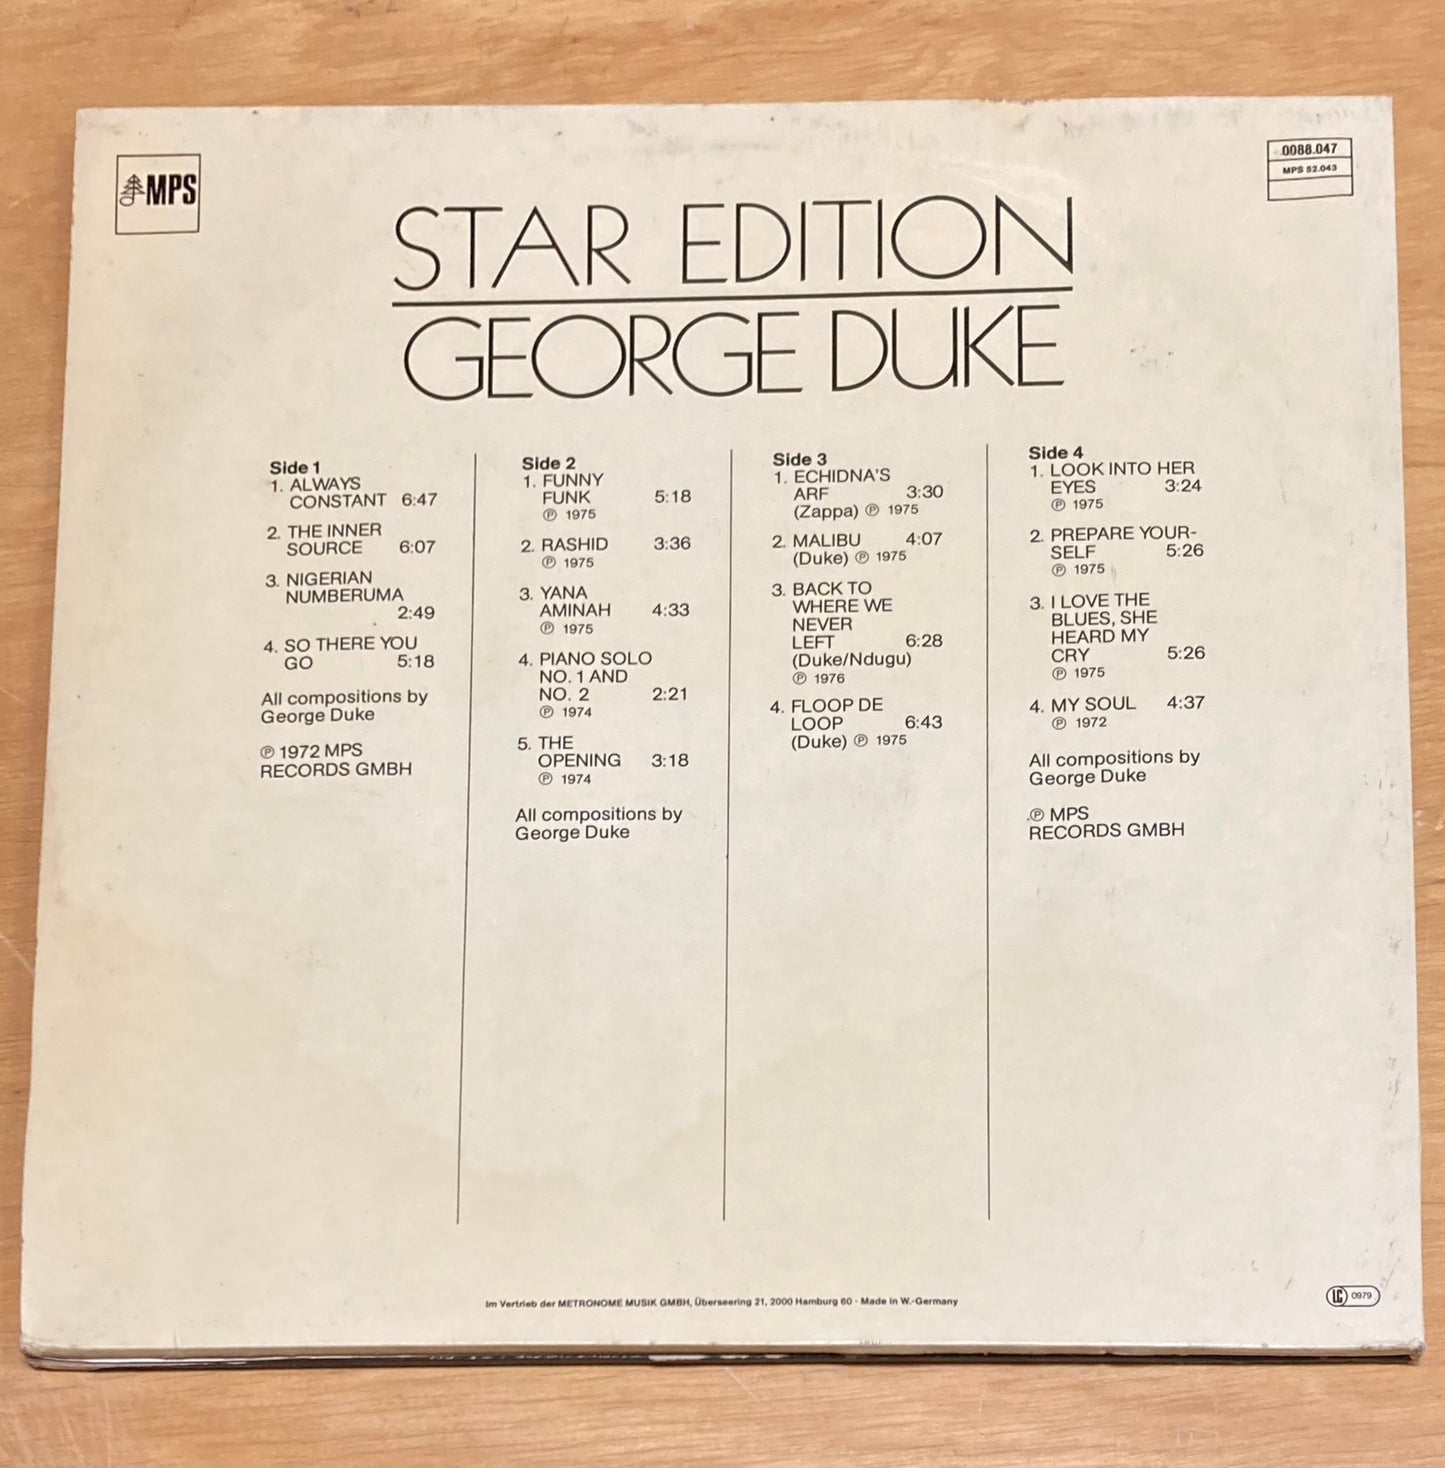 MPS
0088.047
MPS 52.043
STAR EDITION
GEORGE DUKE
Side 1
1. ALWAYS
CONSTANT 6:47
2. THE INNER
SOURCE 6:07
3. NIGERIAN
NUMBERUMA
2:49
4. SO THERE YOU
GO 5:18
All compositions by
George Duke
℗ 1972 MPS
RECORDS GMBH
Side 2
1. FUNNY
FUNK 5:18
℗ 1975
2. RASHID 3:36
℗ 1975
3. YANA
AMINAH 4:33
℗ 1975
4. PIANO SOLO
NO. 1 AND
NO. 2 2:21
℗ 1974
5. THE
OPENING 3:18
℗ 1974
All compositions by
George Duke
Side 3
1. ECHIDNA'S
ARF 3:30
(Zappa) ℗ 1975
2. MALIBU 4:07
(Duke) ℗ 1975
3. BACK TO
WHERE WE
NEVER
LEFT 6:28
(Duke/Ndugu)
℗ 1976
4. FLOOP DE
LOOP 6:43
(Duke) ℗ 1975
Side 4
1. LOOK INTO HER
EYES 3:24
℗ 1975
2. PREPARE YOUR-
SELF 5:26
℗ 1975
3. I LOVE THE
BLUES, SHE
HEARD MY
CRY 5:26
℗ 1975
4. MY SOUL 4:37
℗ 1972
All compositions by
George Duke
℗ MPS
RECORDS GMBH
Im Vertrieb der METRONOME MUSIK GMBH, Überseering 21, 2000 Hamburg 60 · Made in W.-Germany
LC 0979